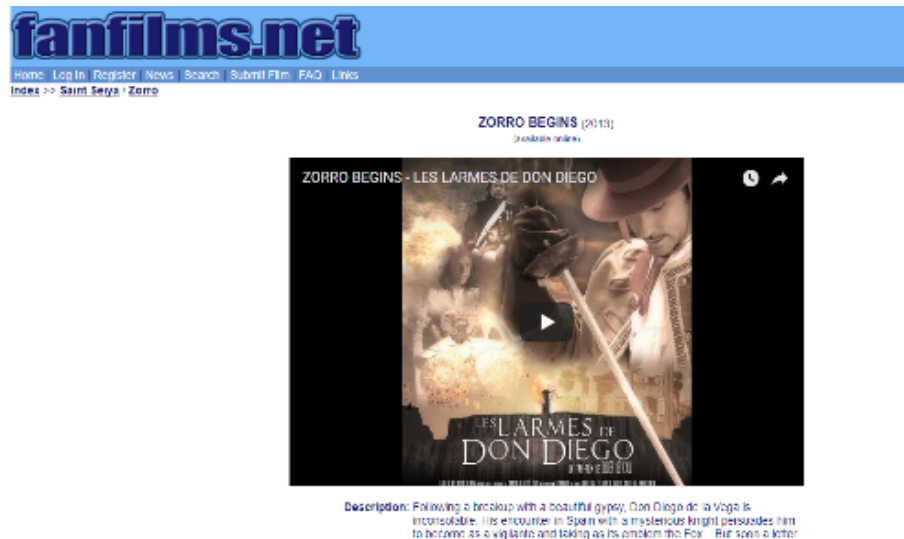 fanfilms.net
Home | Log In | Register | News | Search | Submit Film | FAQ | Links
Index >> Saint Seiya / Zorro
ZORRO BEGINS (2013)
(available online)
ZORRO BEGINS - LES LARMES DE DON DIEGO
LES LARMES DE
DON DIEGO
Description: Following a breakup with a beautiful gypsy, Don Diego de la Vega is
inconsolable. His encounter in Spain with a mysterious knight persuades him
to become as a vigilante and taking as its emblem the Fox... But soon a letter